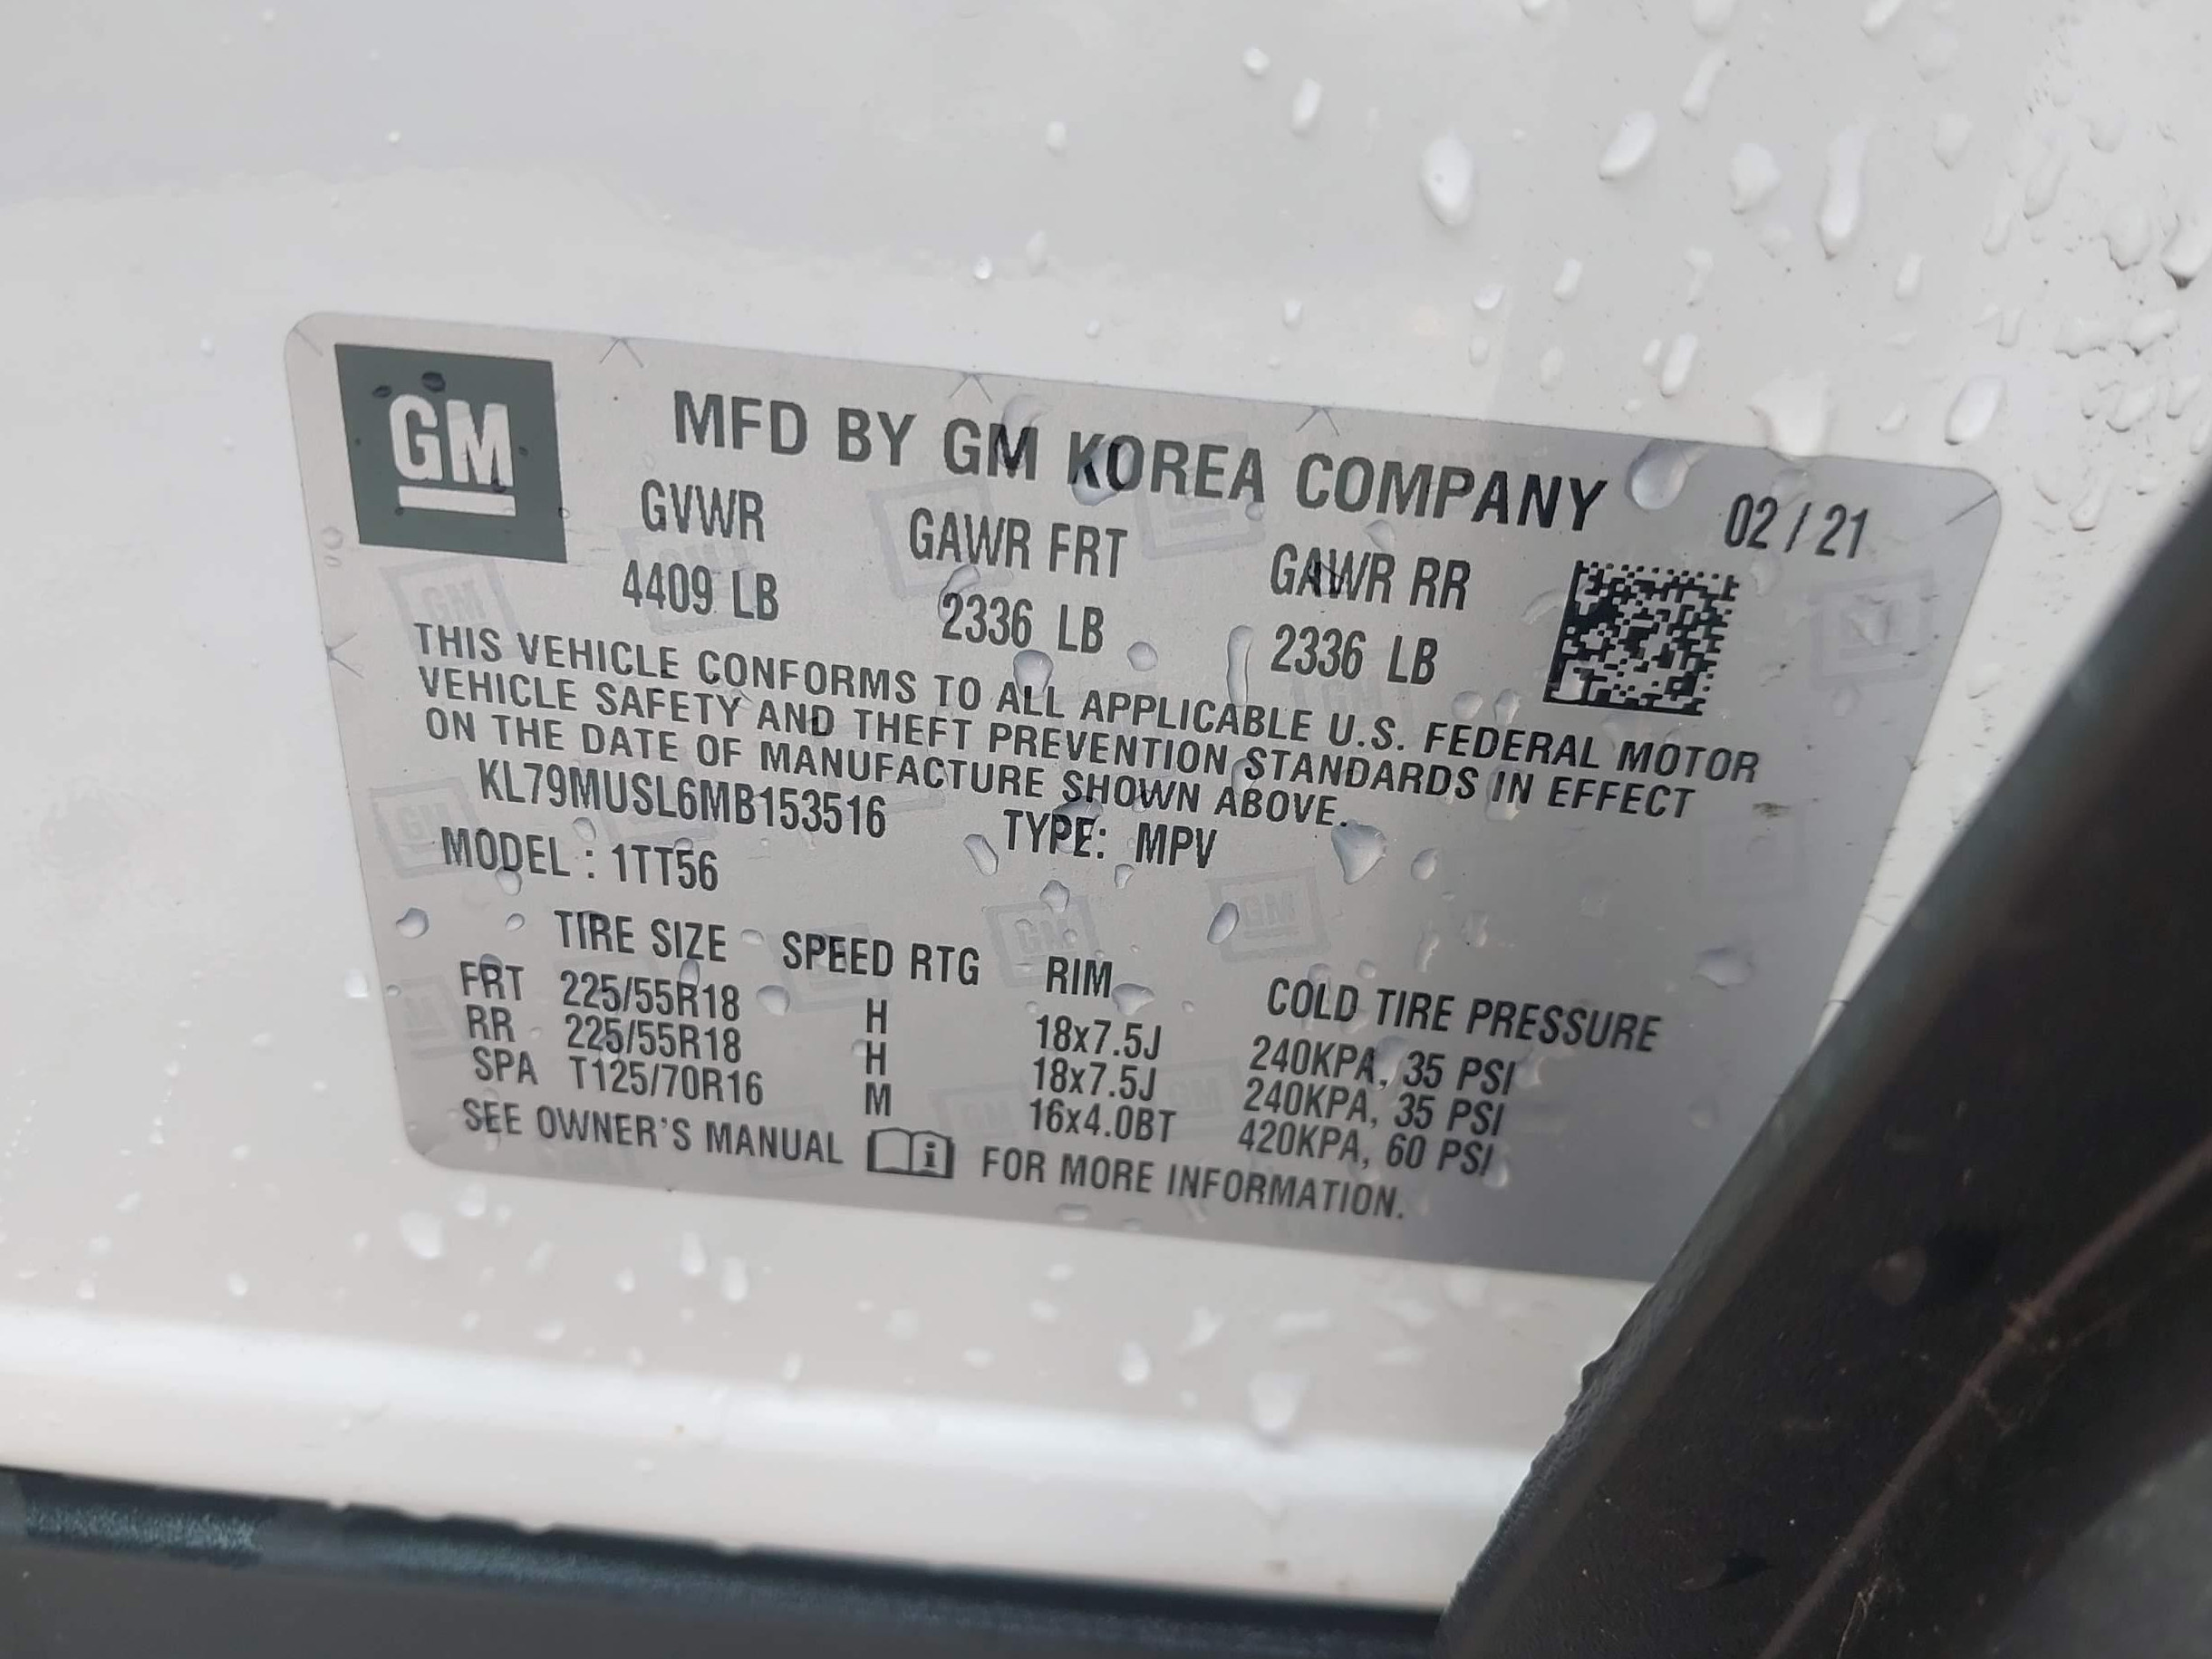 GM
MFD BY GM KOREA COMPANY
02 / 21
GVWR GAWR FRT GAWR RR
4409 LB 2336 LB 2336 LB
THIS VEHICLE CONFORMS TO ALL APPLICABLE U.S. FEDERAL MOTOR
VEHICLE SAFETY AND THEFT PREVENTION STANDARDS IN EFFECT
ON THE DATE OF MANUFACTURE SHOWN ABOVE.
KL79MUSL6MB153516 TYPE: MPV
MODEL : 1TT56
TIRE SIZE SPEED RTG RIM COLD TIRE PRESSURE
FRT 225/55R18 H 18x7.5J 240KPA, 35 PSI
RR 225/55R18 H 18x7.5J 240KPA, 35 PSI
SPA T125/70R16 M 16x4.0BT 420KPA, 60 PSI
SEE OWNER'S MANUAL i FOR MORE INFORMATION.